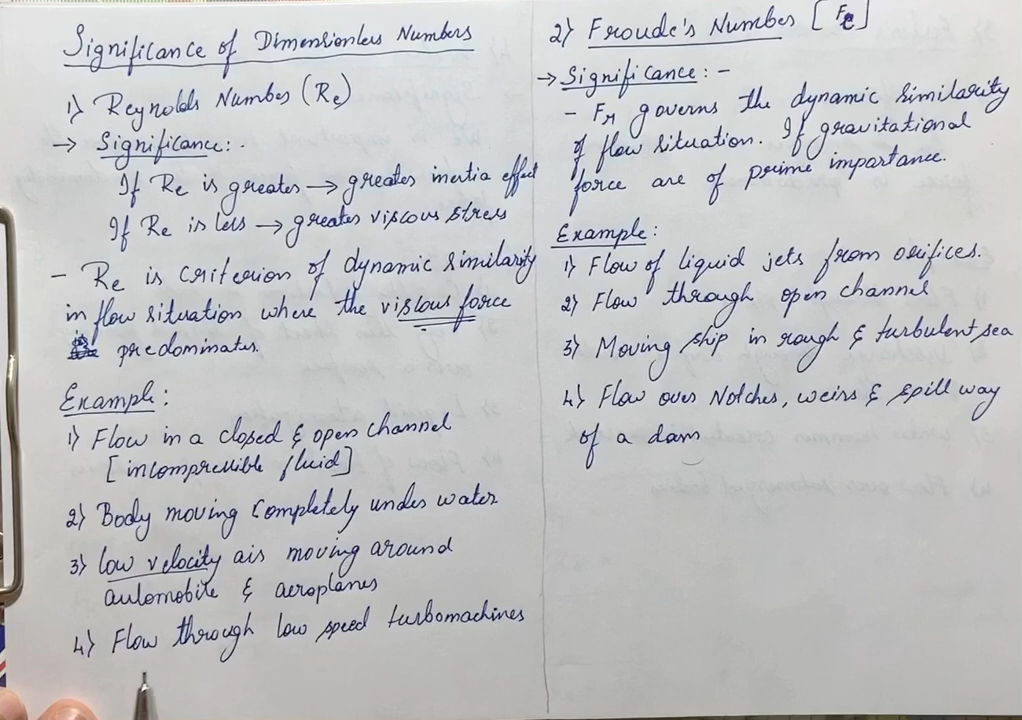 Significance of Dimensionless Numbers
1) Reynolds Number (Re)
→ Significance:-
If Re is greater → greater inertia effect
If Re is less → greater viscous stress
- Re is criterion of dynamic similarity
in flow situation where the viscous force
predominates.
Example:
1) Flow in a closed & open channel
[incompressible fluid]
2) Body moving completely under water
3) low velocity air moving around
automobile & aeroplanes
4) Flow through low speed turbomachines
2) Froude's Number [Fr]
→ Significance:-
- Fr governs the dynamic similarity
of flow situation. If gravitational
force are of prime importance.
Example:
1) Flow of liquid jets from orifices.
2) Flow through open channel
3) Moving ship in rough & turbulent sea
4) Flow over Notches, weirs & spill way
of a dam